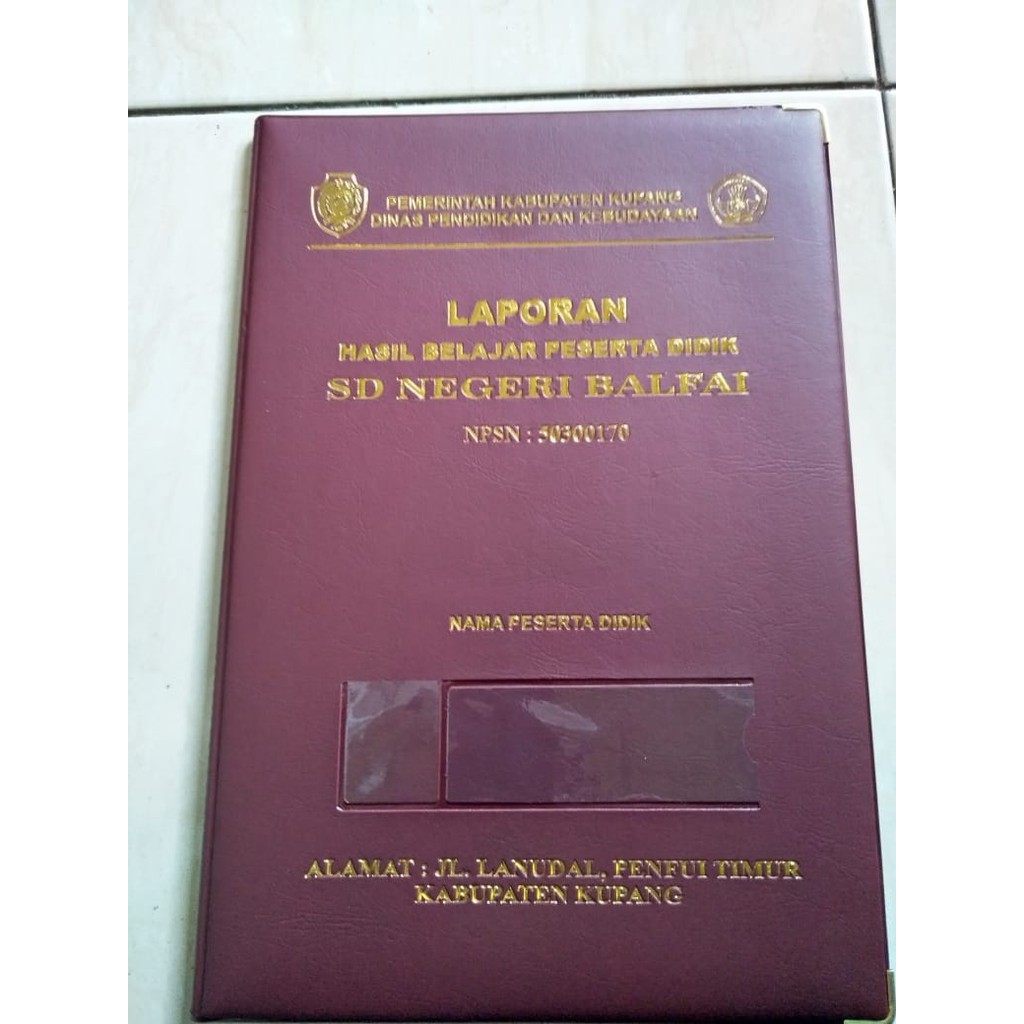 PEMERINTAH KABUPATEN KUPANG
DINAS PENDIDIKAN DAN KEBUDAYAAN
LAPORAN
HASIL BELAJAR PESERTA DIDIK
SD NEGERI BALFAI
NPSN : 50300170
NAMA PESERTA DIDIK
ALAMAT : JL. LANUDAL, PENFUI TIMUR
KABUPATEN KUPANG